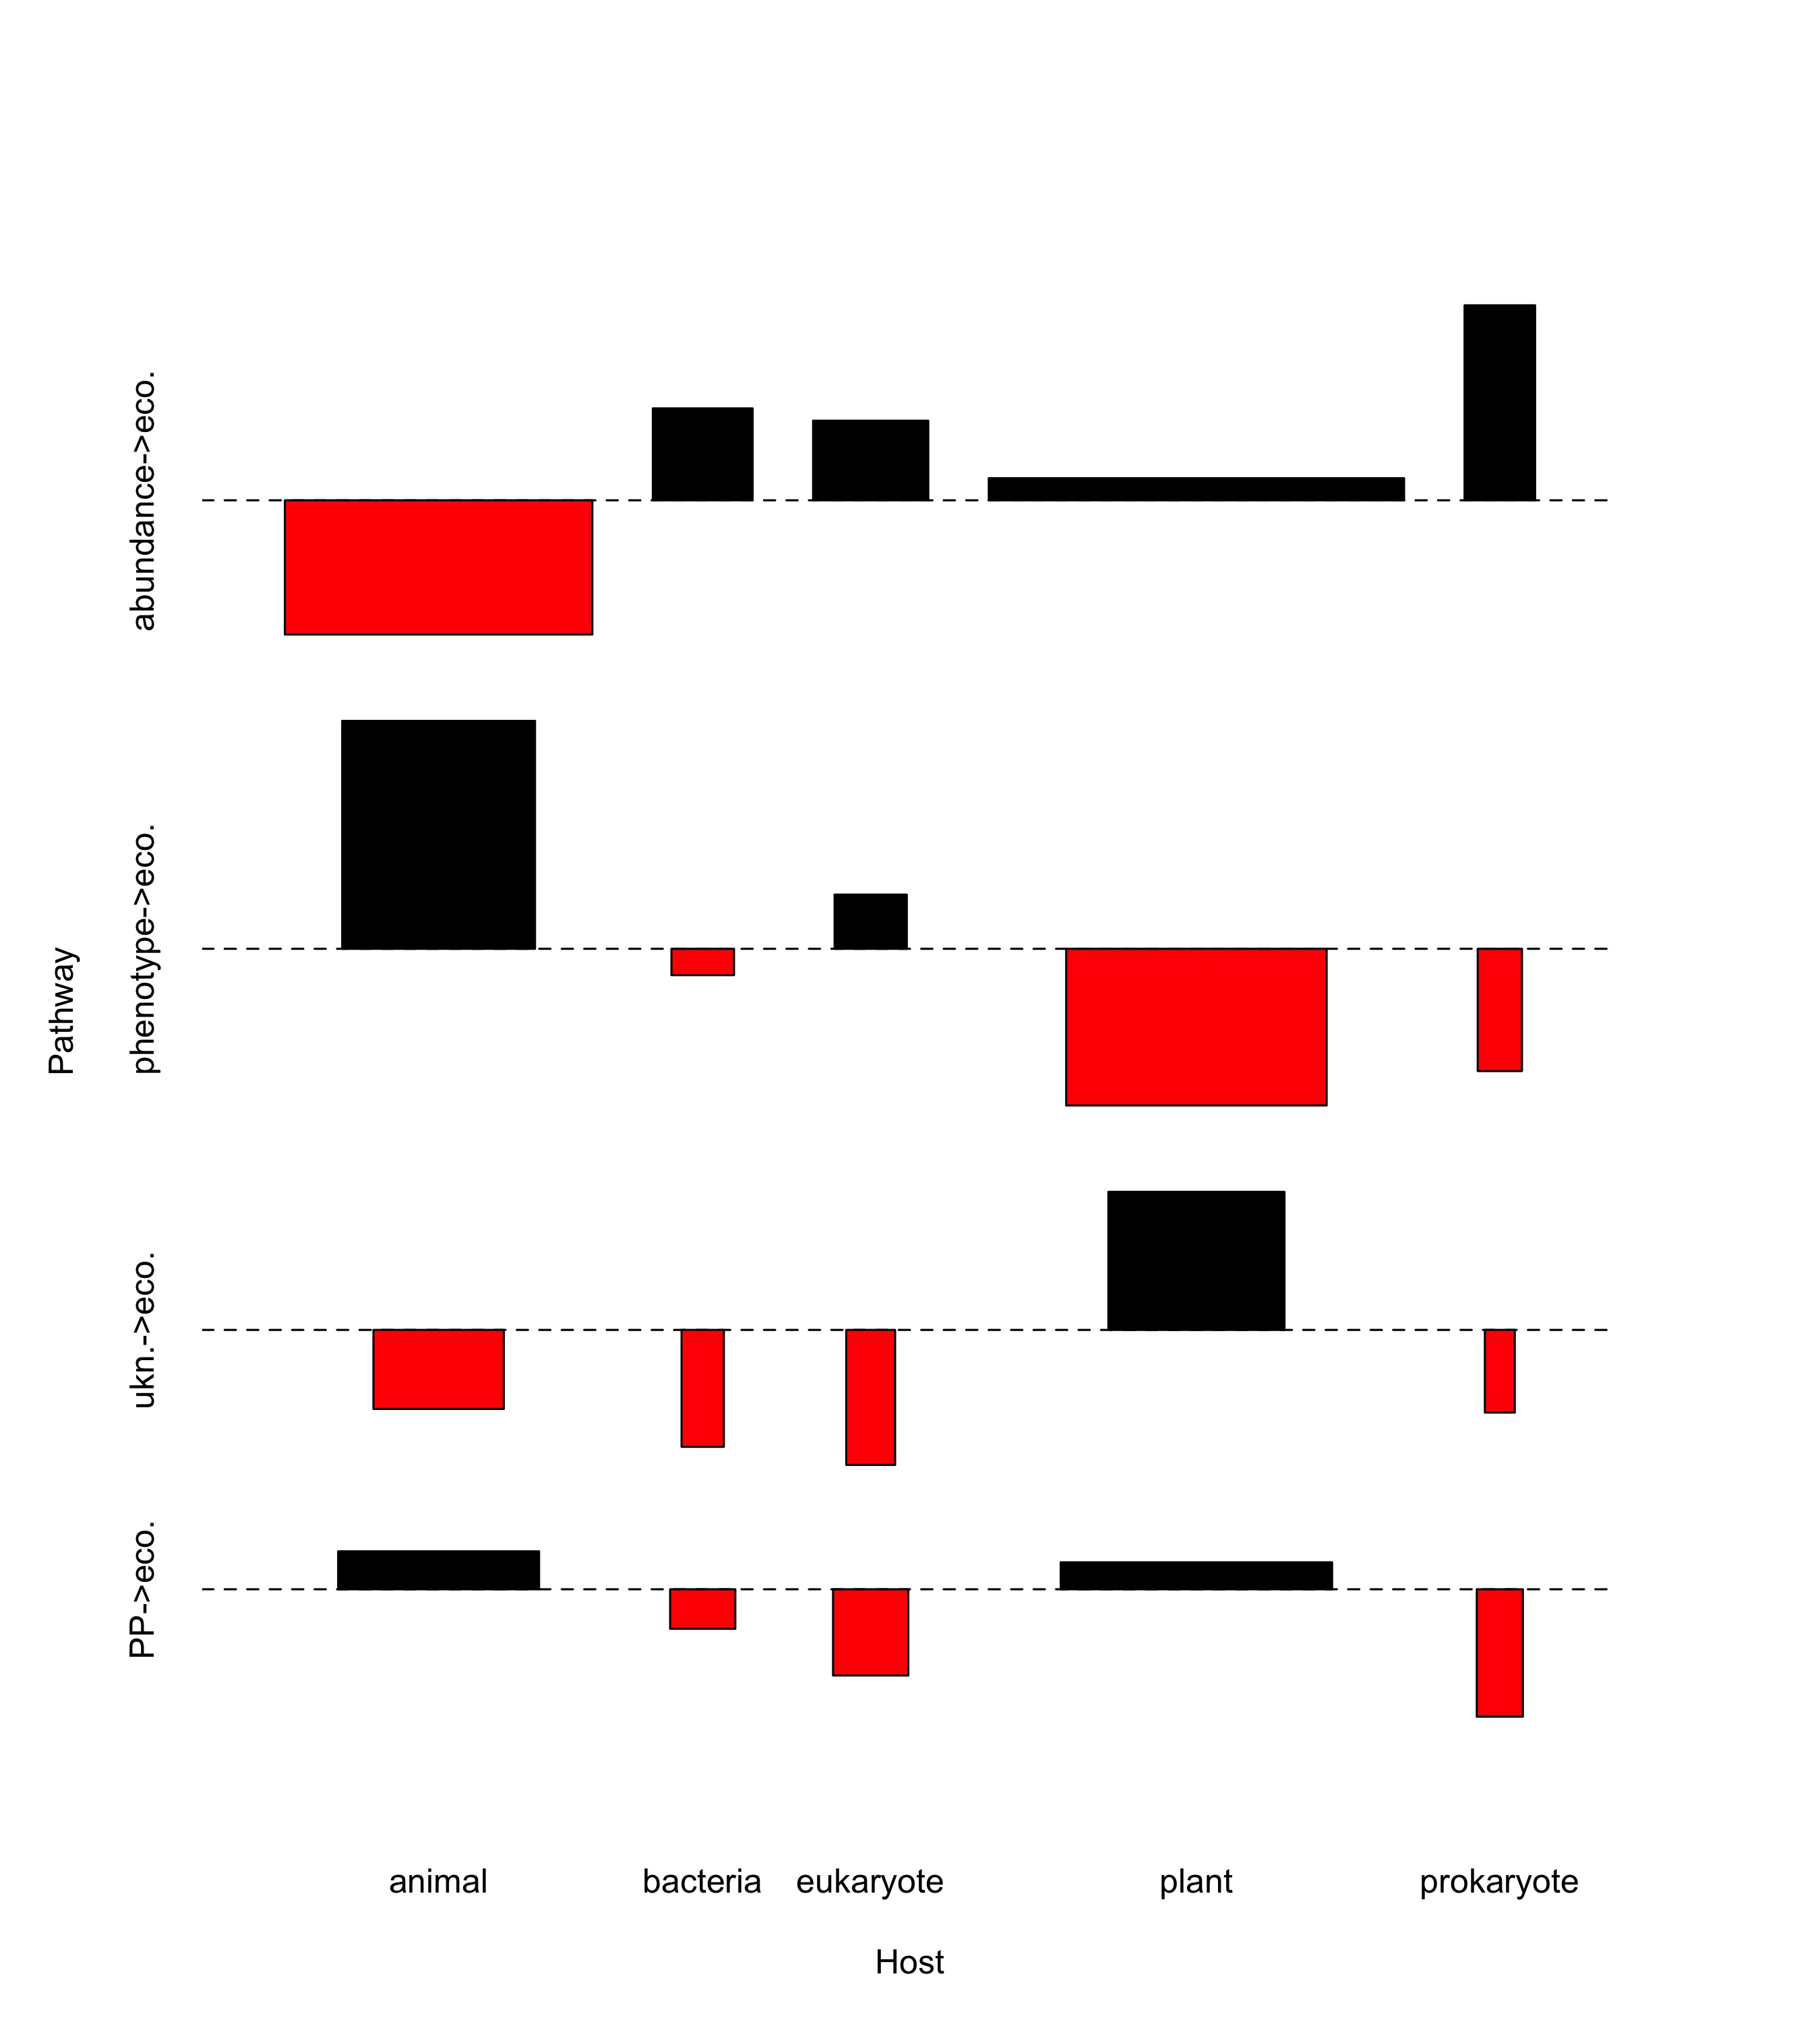 Pathway
abundance->eco.
phenotype->eco.
ukn.->eco.
PP->eco.
animal bacteria eukaryote plant prokaryote
Host